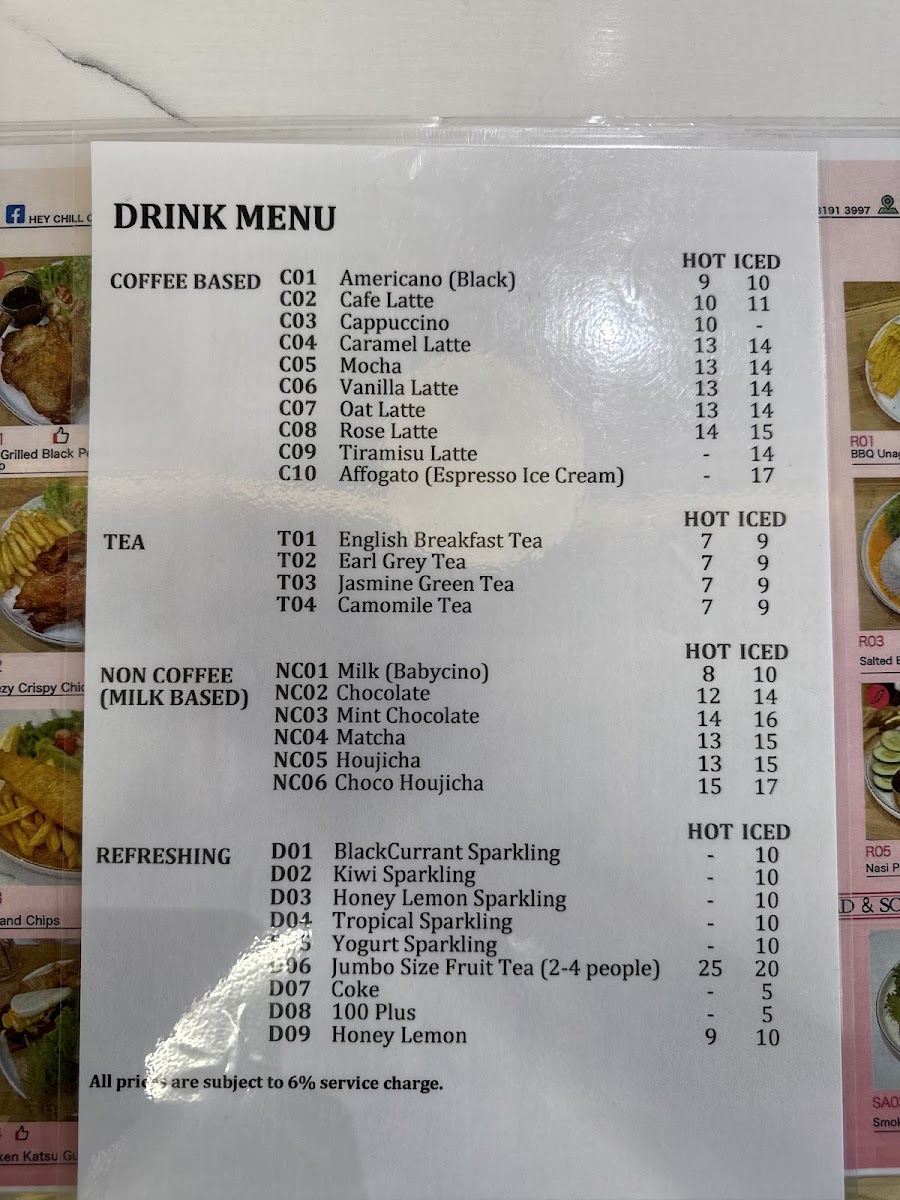 HEY CHILL
3191 3997
DRINK MENU
HOT ICED
COFFEE BASED C01 Americano (Black) 9 10
C02 Cafe Latte 10 11
C03 Cappuccino 10 -
C04 Caramel Latte 13 14
C05 Mocha 13 14
C06 Vanilla Latte 13 14
C07 Oat Latte 13 14
C08 Rose Latte 14 15
C09 Tiramisu Latte - 14
C10 Affogato (Espresso Ice Cream) - 17
HOT ICED
TEA T01 English Breakfast Tea 7 9
T02 Earl Grey Tea 7 9
T03 Jasmine Green Tea 7 9
T04 Camomile Tea 7 9
HOT ICED
NON COFFEE NC01 Milk (Babycino) 8 10
(MILK BASED) NC02 Chocolate 12 14
NC03 Mint Chocolate 14 16
NC04 Matcha 13 15
NC05 Houjicha 13 15
NC06 Choco Houjicha 15 17
HOT ICED
REFRESHING D01 BlackCurrant Sparkling - 10
D02 Kiwi Sparkling - 10
D03 Honey Lemon Sparkling - 10
D04 Tropical Sparkling - 10
Yogurt Sparkling - 10
D06 Jumbo Size Fruit Tea (2-4 people) 25 20
D07 Coke - 5
D08 100 Plus - 5
D09 Honey Lemon 9 10
All prices are subject to 6% service charge.
Grilled Black
Crispy
and Chips
Katsu
R01
BBQ
R03
Salted
R05
Nasi